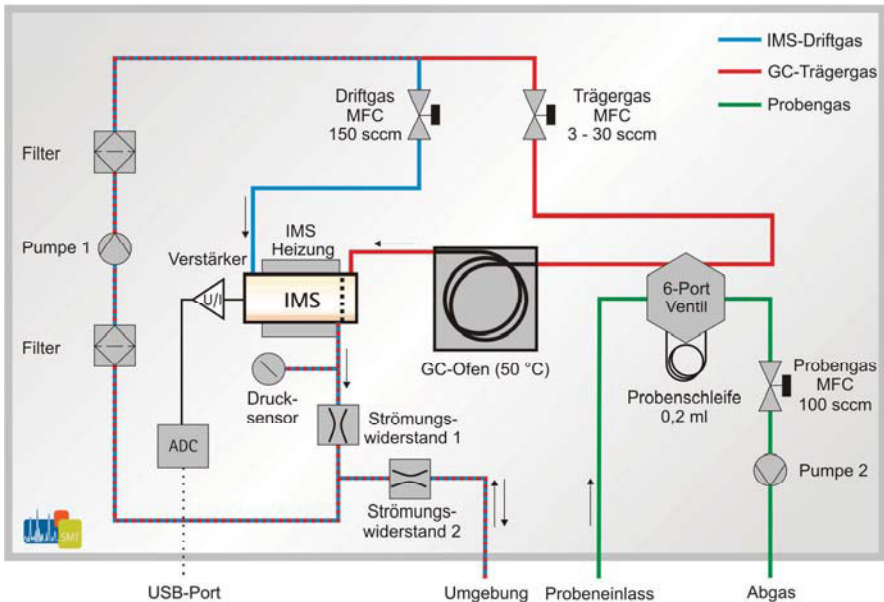 IMS-Driftgas
GC-Trägergas
Probengas
Driftgas
MFC
150 sccm
Trägergas
MFC
3 - 30 sccm
Filter
Pumpe 1
Filter
Verstärker
IMS
Heizung
U/I
IMS
GC-Ofen (50 °C)
6-Port
Ventil
Probenschleife
0,2 ml
Probengas
MFC
100 sccm
Pumpe 2
Druck-
sensor
Strömungs-
widerstand 1
ADC
Strömungs-
widerstand 2
SMT
USB-Port
Umgebung
Probeneinlass
Abgas